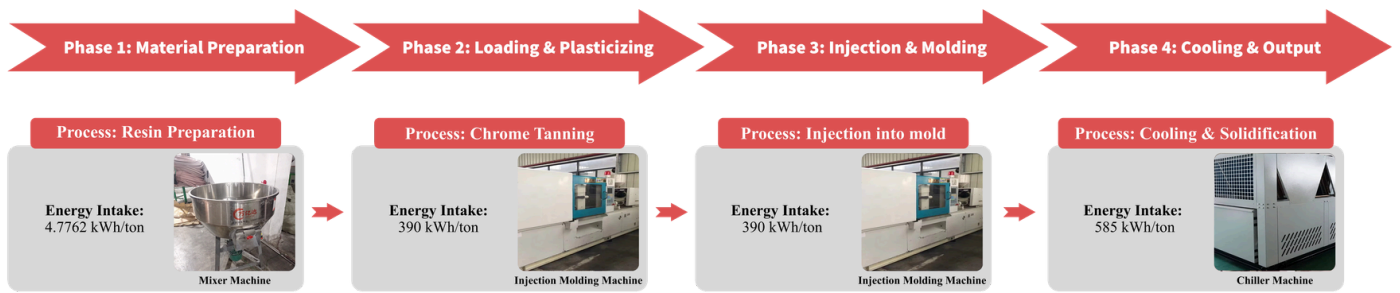 Phase 1: Material Preparation
Phase 2: Loading & Plasticizing
Phase 3: Injection & Molding
Phase 4: Cooling & Output
Process: Resin Preparation
Energy Intake:
4.7762 kWh/ton
Mixer Machine
Process: Chrome Tanning
Energy Intake:
390 kWh/ton
Injection Molding Machine
Process: Injection into mold
Energy Intake:
390 kWh/ton
Injection Molding Machine
Process: Cooling & Solidification
Energy Intake:
585 kWh/ton
Chiller Machine